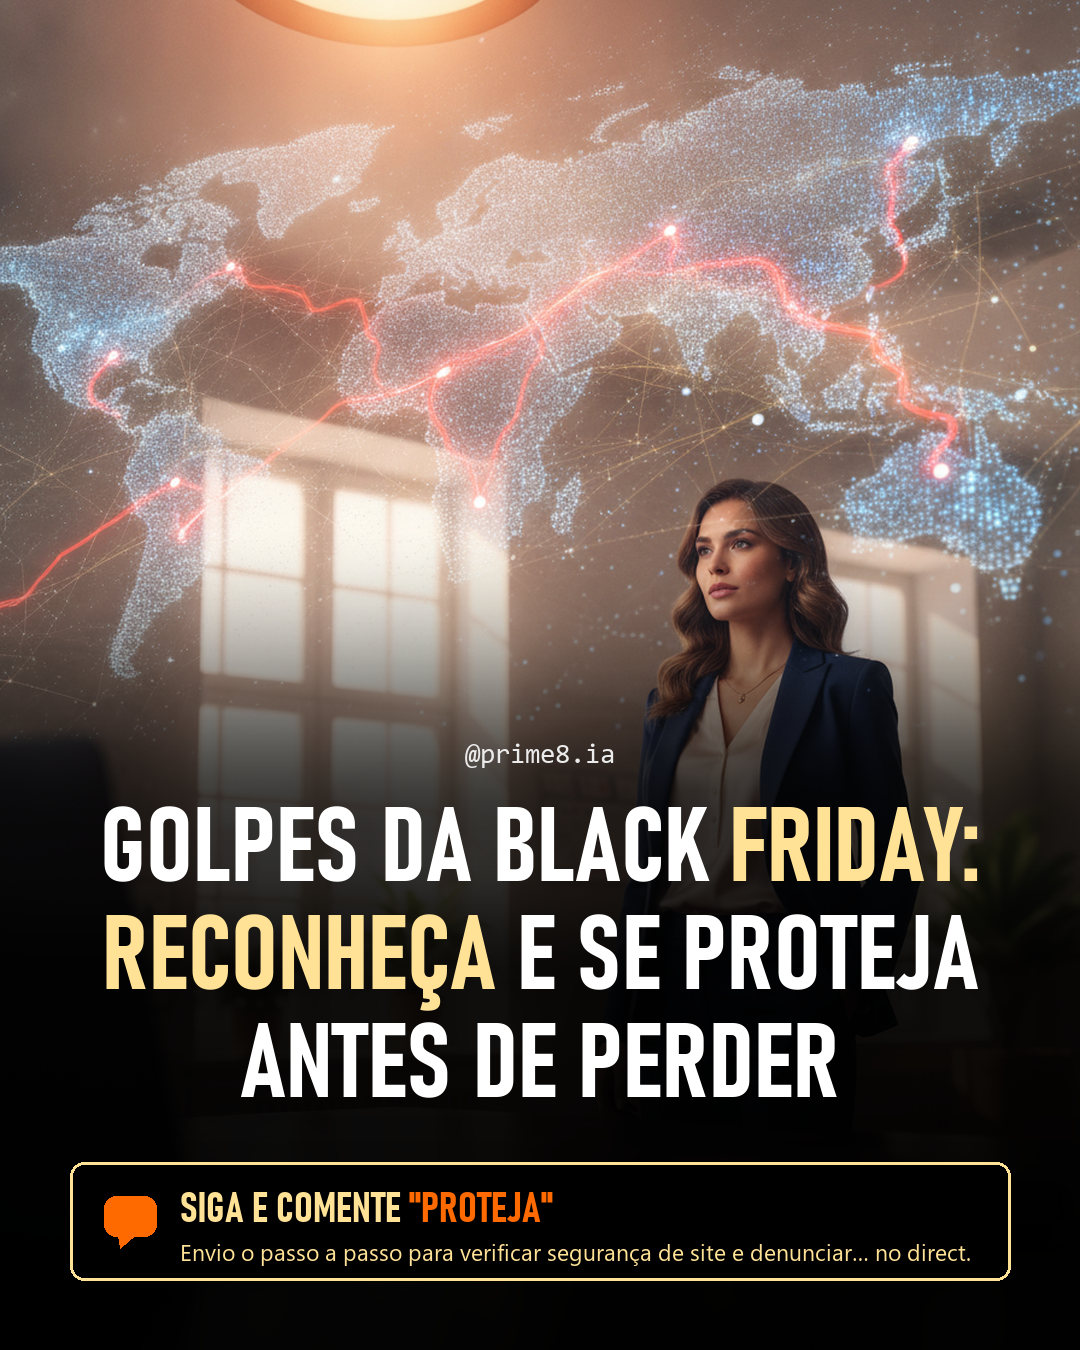 @prime8.ia
GOLPES DA BLACK FRIDAY:
RECONHEÇA E SE PROTEJA
ANTES DE PERDER
SIGA E COMENTE "PROTEJA"
Envio o passo a passo para verificar segurança de site e denunciar... no direct.